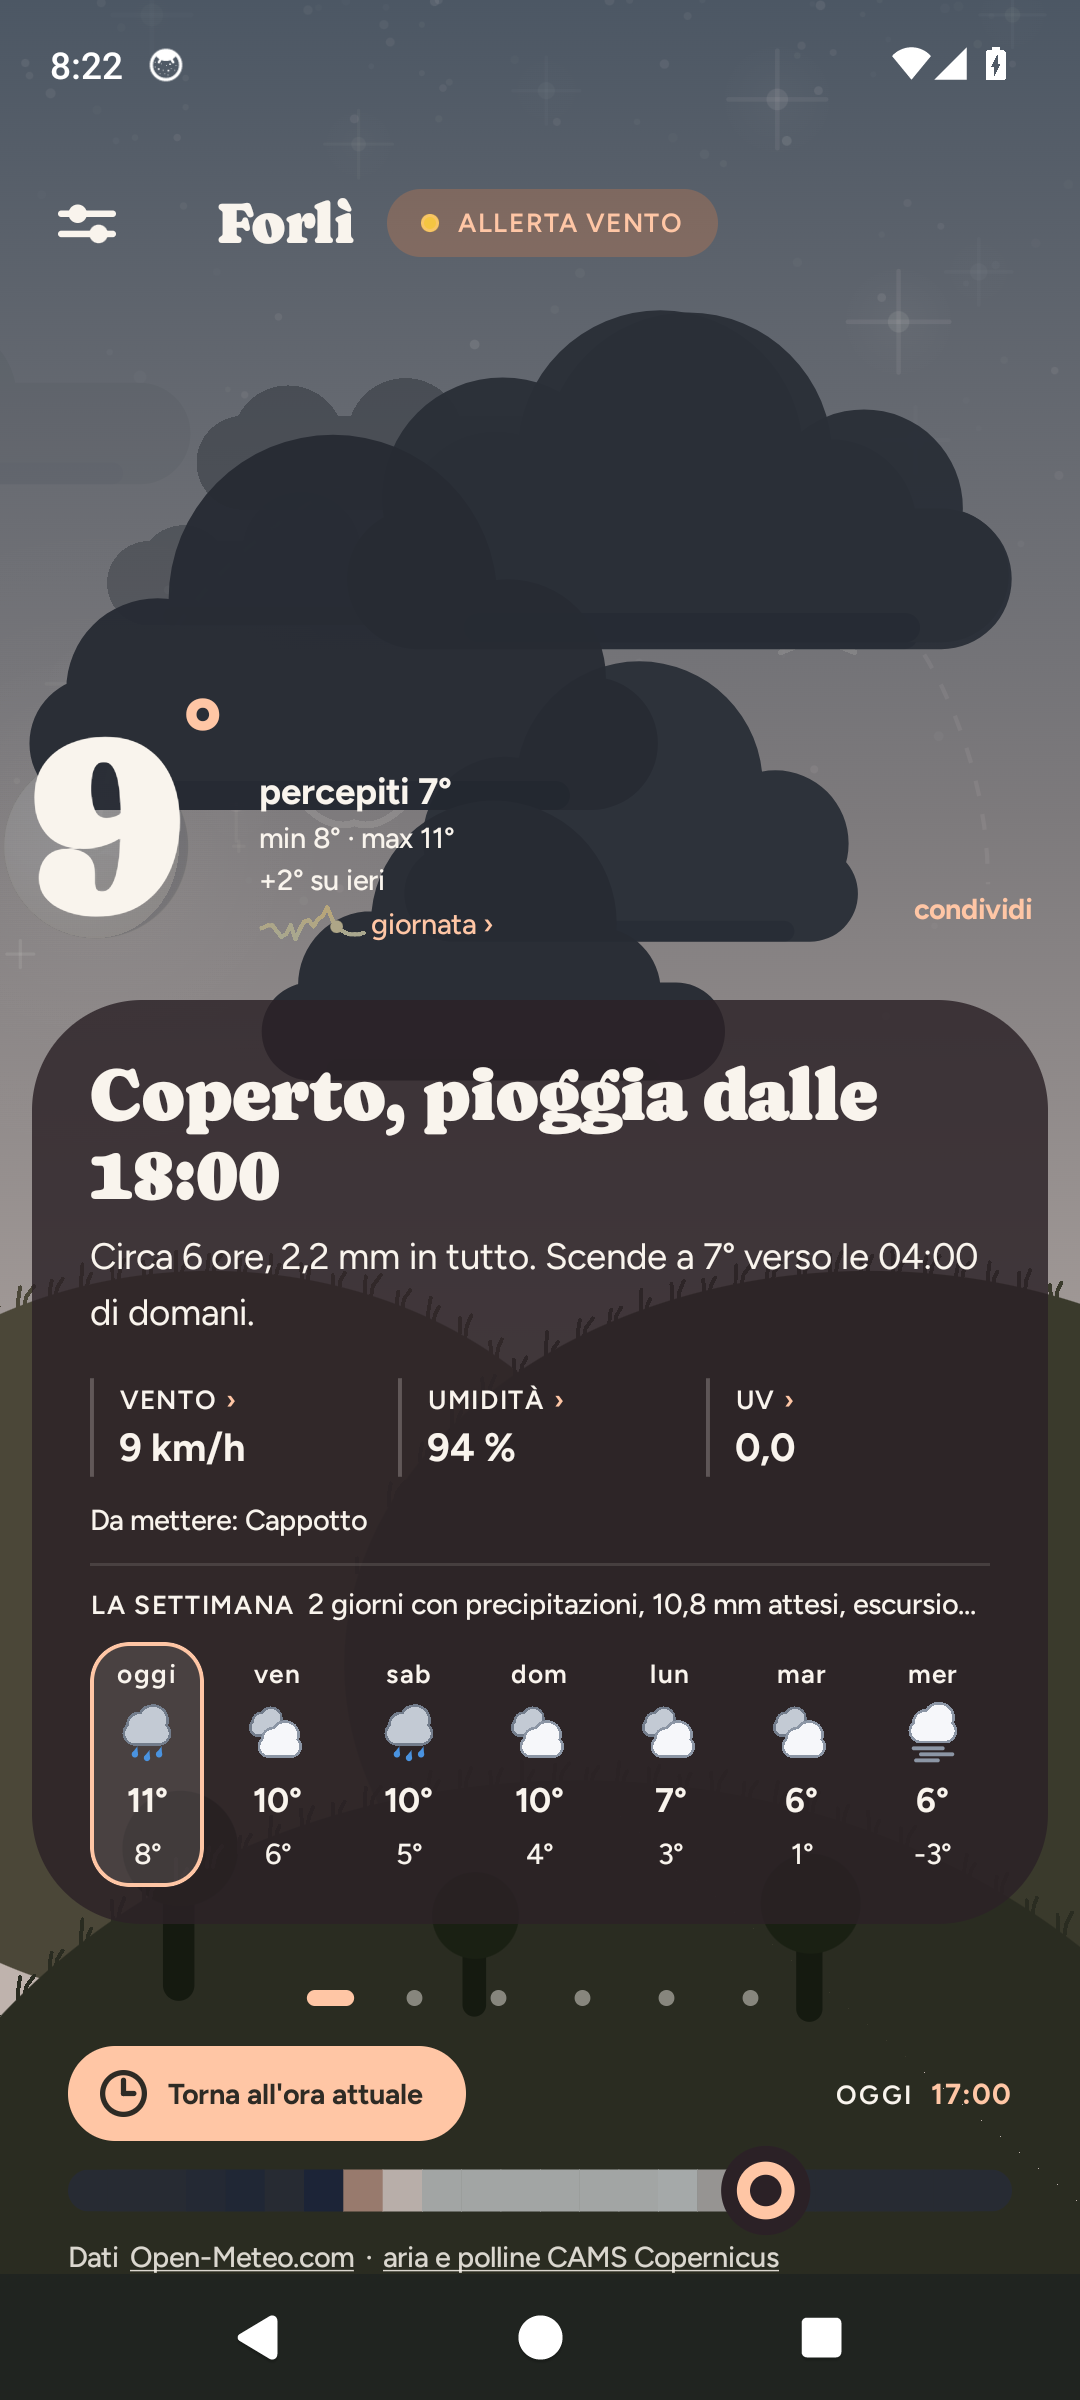 8:22
Forlì
ALLERTA VENTO
9
percepiti 7°
min 8° · max 11°
+2° su ieri
giornata ›
condividi
Coperto, pioggia dalle
18:00
Circa 6 ore, 2,2 mm in tutto. Scende a 7° verso le 04:00
di domani.
VENTO › UMIDITÀ › UV ›
9 km/h 94 % 0,0
Da mettere: Cappotto
LA SETTIMANA 2 giorni con precipitazioni, 10,8 mm attesi, escursio...
oggi ven sab dom lun mar mer
11° 10° 10° 10° 7° 6° 6°
8° 6° 5° 4° 3° 1° -3°
Torna all'ora attuale
OGGI 17:00
Dati Open-Meteo.com · aria e polline CAMS Copernicus